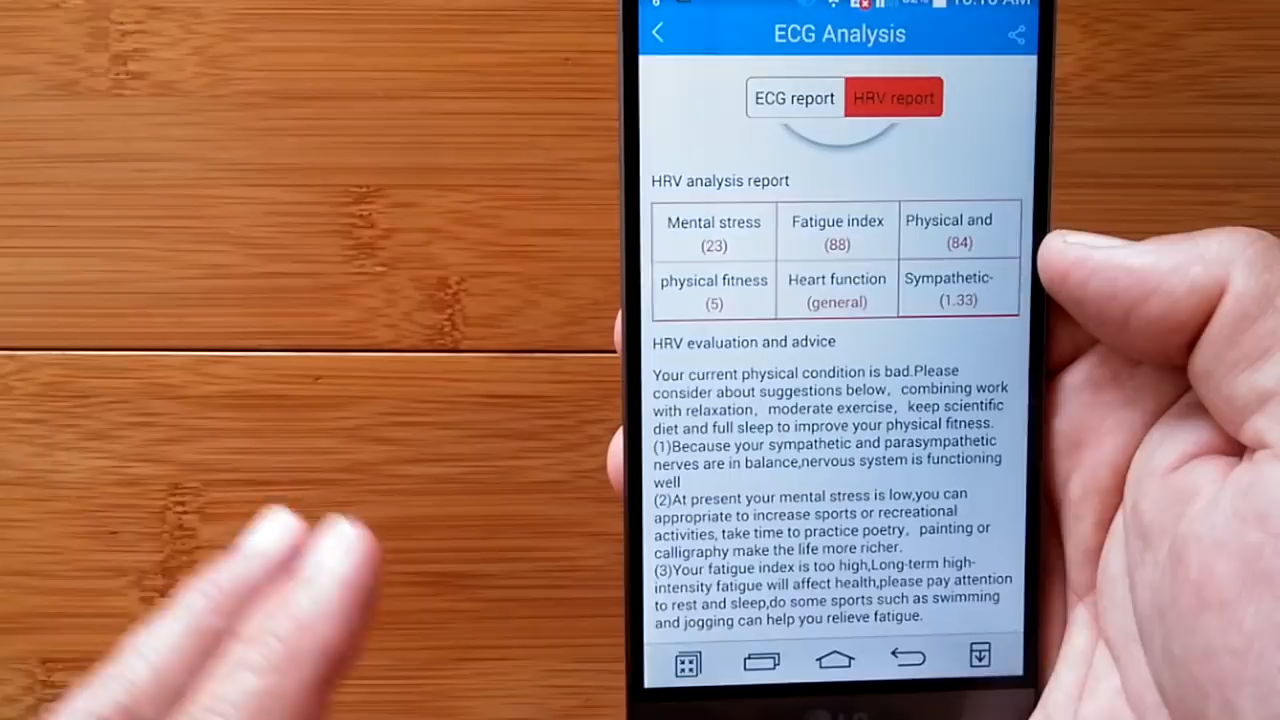 ECG Analysis
ECG report HRV report
HRV analysis report
Mental stress Fatigue index Physical and
(23) (88) (84)
physical fitness Heart function Sympathetic-
(5) (general) (1.33)
HRV evaluation and advice
Your current physical condition is bad.Please
consider about suggestions below,combining work
with relaxation,moderate exercise,keep scientific
diet and full sleep to improve your physical fitness.
(1)Because your sympathetic and parasympathetic
nerves are in balance,nervous system is functioning
well
(2)At present your mental stress is low,you can
appropriate to increase sports or recreational
activities, take time to practice poetry,painting or
calligraphy make the life more richer.
(3)Your fatigue index is too high,Long-term high-
intensity fatigue will affect health,please pay attention
to rest and sleep,do some sports such as swimming
and jogging can help you relieve fatigue.